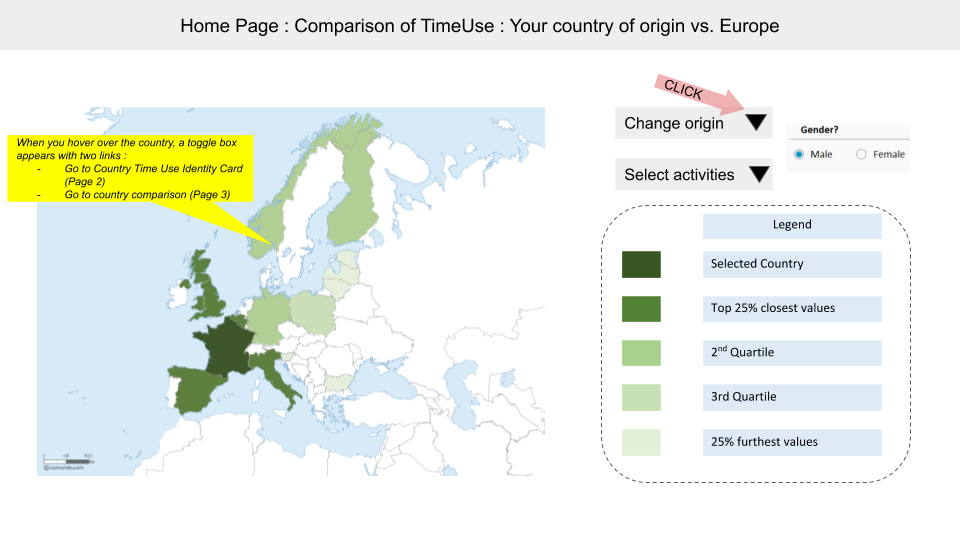 Home Page : Comparison of TimeUse : Your country of origin vs. Europe
When you hover over the country, a toggle box
appears with two links :
- Go to Country Time Use Identity Card
(Page 2)
- Go to country comparison (Page 3)
CLICK
Change origin
Gender?
Male
Female
Select activities
Legend
Selected Country
Top 25% closest values
2nd Quartile
3rd Quartile
25% furthest values